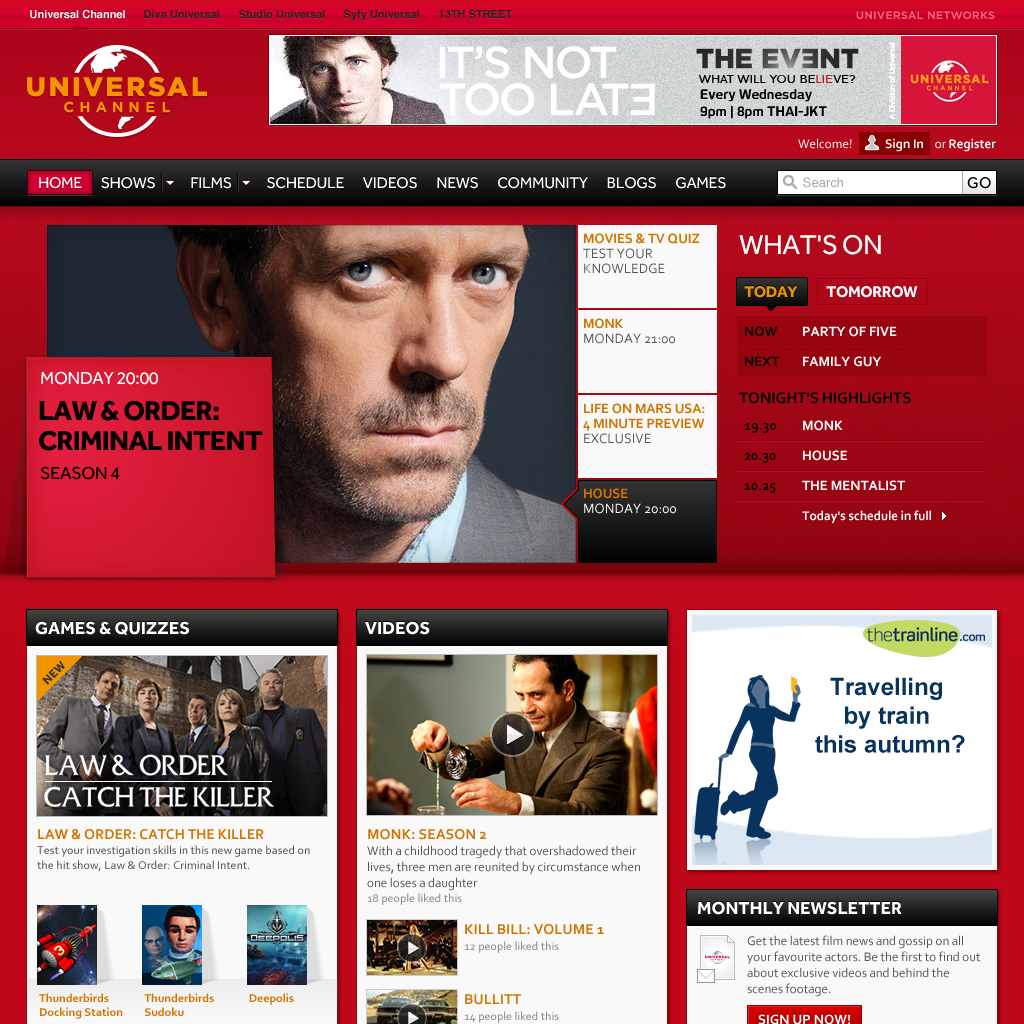 Universal Channel Diva Universal Studio Universal Syfy Universal 13TH STREET UNIVERSAL NETWORKS
UNIVERSAL
CHANNEL
IT'S NOT
TOO LATE
THE EVENT
WHAT WILL YOU BELIEVE?
Every Wednesday
9pm | 8pm THAI-JKT
A Division of Universal
UNIVERSAL
CHANNEL
Welcome! Sign In or Register
HOME SHOWS FILMS SCHEDULE VIDEOS NEWS COMMUNITY BLOGS GAMES Search GO
MONDAY 20:00
LAW & ORDER:
CRIMINAL INTENT
SEASON 4
MOVIES & TV QUIZ
TEST YOUR
KNOWLEDGE
MONK
MONDAY 21:00
LIFE ON MARS USA:
4 MINUTE PREVIEW
EXCLUSIVE
HOUSE
MONDAY 20:00
WHAT'S ON
TODAY TOMORROW
NOW PARTY OF FIVE
NEXT FAMILY GUY
TONIGHT'S HIGHLIGHTS
19.30 MONK
20.30 HOUSE
10.25 THE MENTALIST
Today's schedule in full
GAMES & QUIZZES
NEW
LAW & ORDER
CATCH THE KILLER
LAW & ORDER: CATCH THE KILLER
Test your investigation skills in this new game based on
the hit show, Law & Order: Criminal Intent.
3
DEEPOLIS
Thunderbirds
Docking Station
Thunderbirds
Sudoku
Deepolis
VIDEOS
MONK: SEASON 2
With a childhood tragedy that overshadowed their
lives, three men are reunited by circumstance when
one loses a daughter
18 people liked this
KILL BILL: VOLUME 1
12 people liked this
BULLITT
14 people liked this
thetrainline.com
Travelling
by train
this autumn?
MONTHLY NEWSLETTER
UNIVERSAL
Get the latest film news and gossip on all
your favourite actors. Be the first to find out
about exclusive videos and behind the
scenes footage.
SIGN UP NOW!